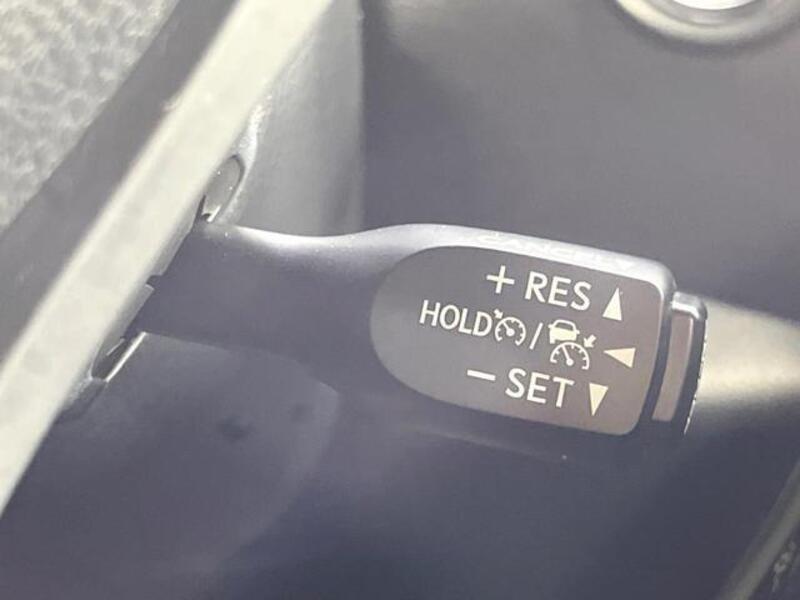 CANCEL
+ RES ▲
HOLD / ◀
− SET ▼